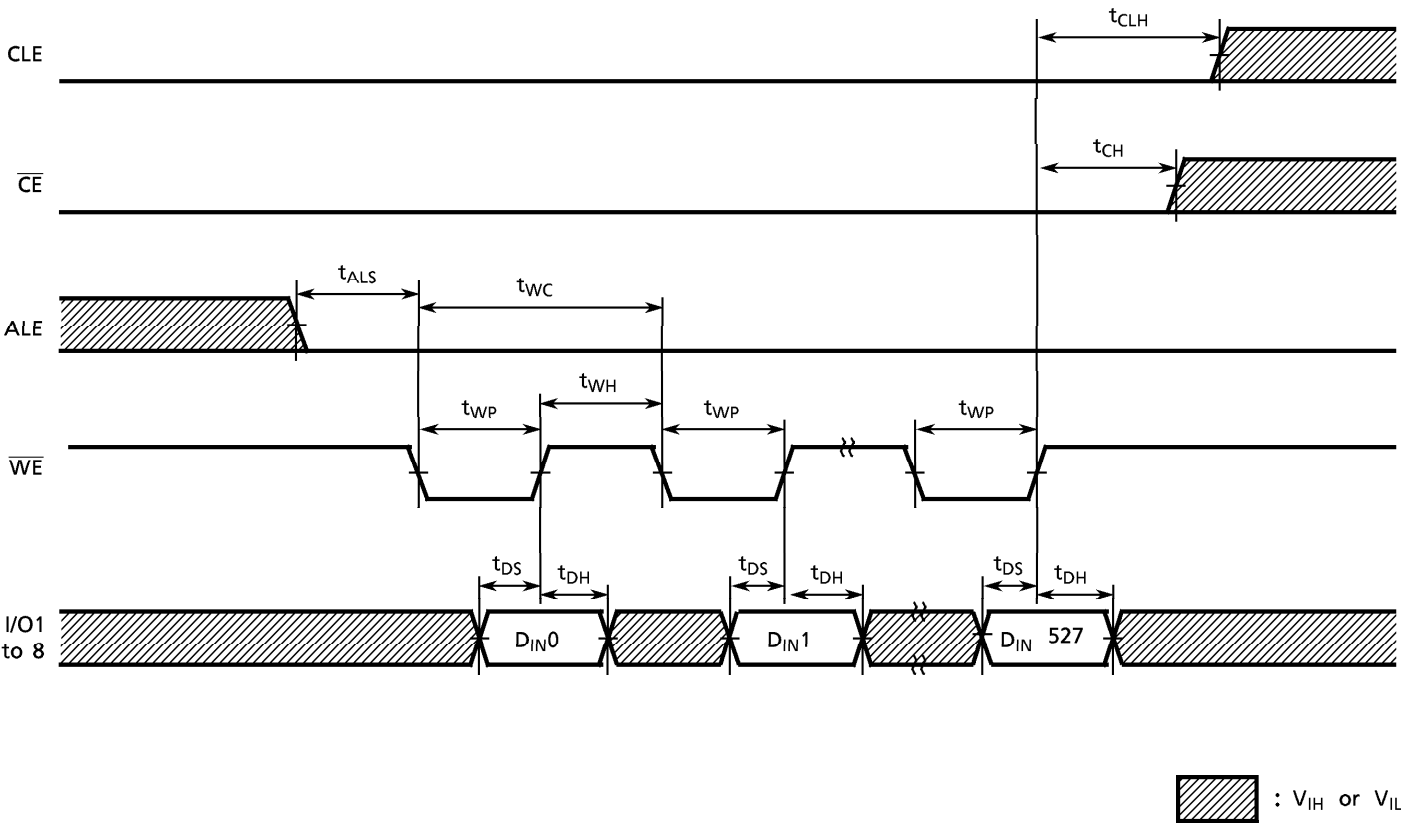 tCLH
CLE
tCH
CE
tALS
tWC
ALE
tWH
tWP
tWP
tWP
WE
tDS
tDH
tDS
tDH
tDS
tDH
I/O1
to 8
DIN0
DIN1
DIN 527
: VIH or VIL